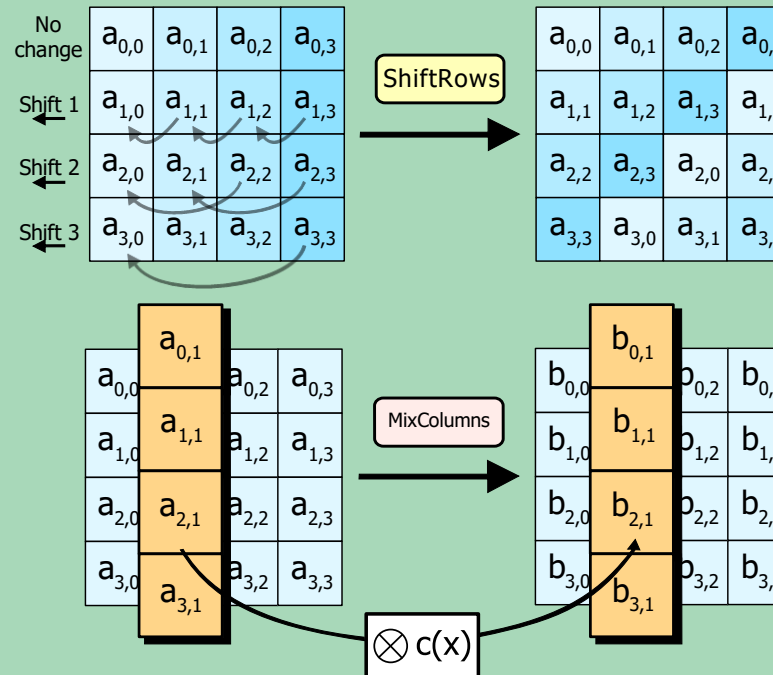 No change a0,0 a0,1 a0,2 a0,3 ShiftRows a0,0 a0,1 a0,2 a0,
Shift 1 a1,0 a1,1 a1,2 a1,3 a1,1 a1,2 a1,3 a1,
Shift 2 a2,0 a2,1 a2,2 a2,3 a2,2 a2,3 a2,0 a2,
Shift 3 a3,0 a3,1 a3,2 a3,3 a3,3 a3,0 a3,1 a3,
a0,0 a0,1 a0,2 a0,3 MixColumns b0,0 b0,1 b0,2 b0,
a1,0 a1,1 a1,2 a1,3 b1,0 b1,1 b1,2 b1,
a2,0 a2,1 a2,2 a2,3 b2,0 b2,1 b2,2 b2,
a3,0 a3,1 a3,2 a3,3 b3,0 b3,1 b3,2 b3,
⊗ c(x)